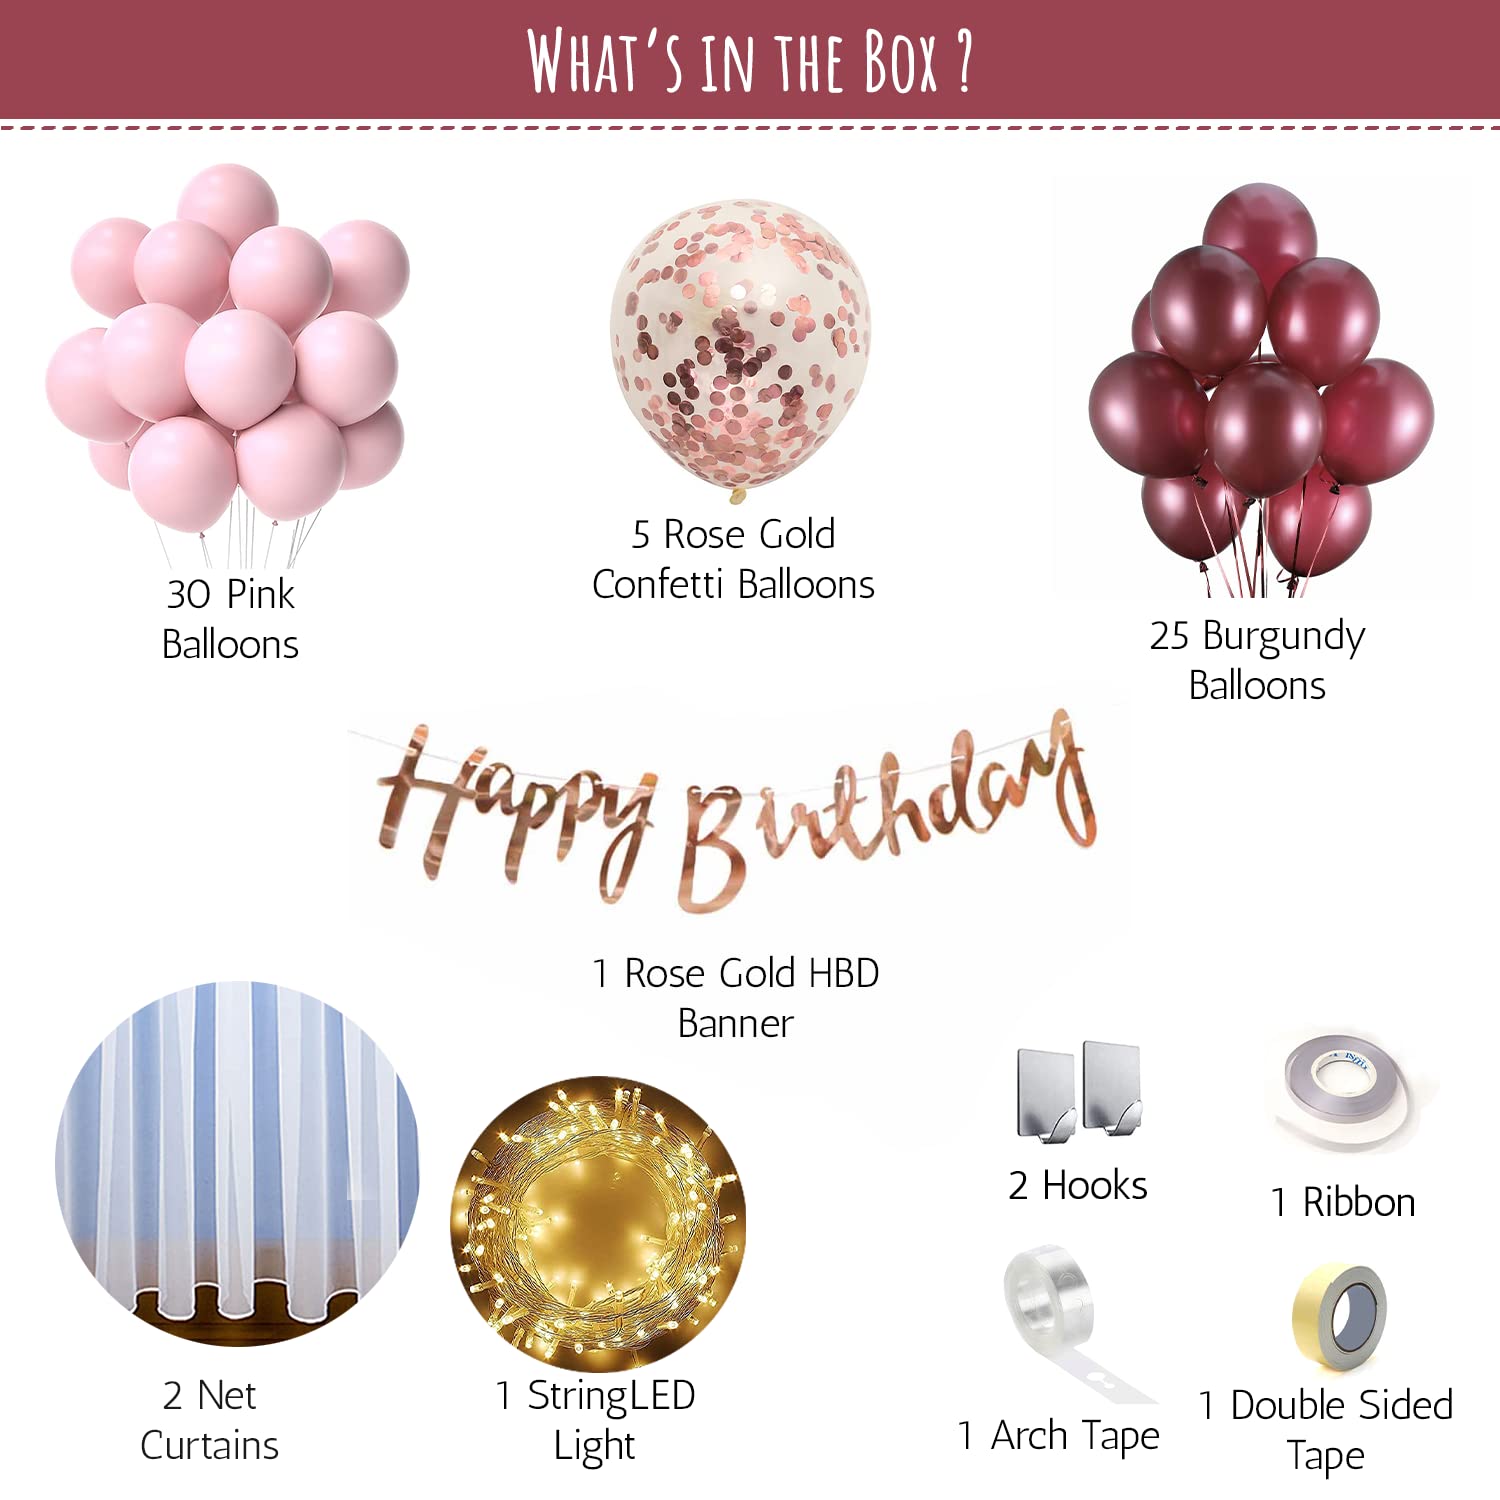 WHAT'S IN THE BOX ?
30 Pink
Balloons
5 Rose Gold
Confetti Balloons
25 Burgundy
Balloons
Happy Birthday
1 Rose Gold HBD
Banner
2 Net
Curtains
1 StringLED
Light
2 Hooks
1 Ribbon
1 Arch Tape
1 Double Sided
Tape